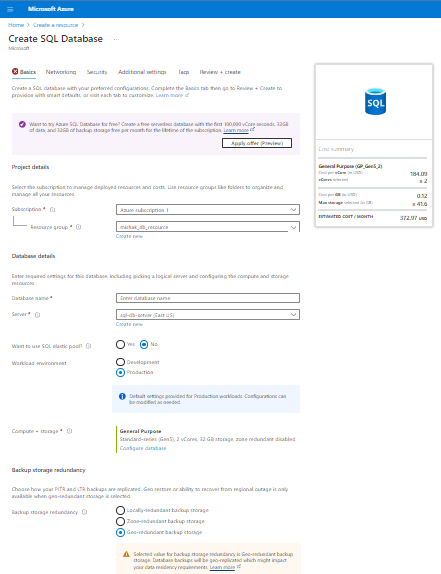 Microsoft Azure
Home > Create a resource >
Create SQL Database ...
Microsoft
Basics Networking Security Additional settings Tags Review + create
Create a SQL database with your preferred configurations. Complete the Basics tab then go to Review + Create to
provision with smart defaults, or visit each tab to customize. Learn more
Want to try Azure SQL Database for free? Create a free serverless database with the first 100,000 vCore seconds, 32GB
of data, and 32GB of backup storage free per month for the lifetime of the subscription. Learn more
Apply offer (Preview)
Project details
Select the subscription to manage deployed resources and costs. Use resource groups like folders to organize and
manage all your resources.
Subscription *
Azure subscription 1
Resource group *
michak_db_resource
Create new
Database details
Enter required settings for this database, including picking a logical server and configuring the compute and storage
resources
Database name *
Enter database name
Server *
sql-db-server (East US)
Create new
Want to use SQL elastic pool?
Yes No
Workload environment
Development
Production
Default settings provided for Production workloads. Configurations can
be modified as needed.
Compute + storage *
General Purpose
Standard-series (Gen5), 2 vCores, 32 GB storage, zone redundant disabled
Configure database
Backup storage redundancy
Choose how your PITR and LTR backups are replicated. Geo restore or ability to recover from regional outage is only
available when geo-redundant storage is selected.
Backup storage redundancy
Locally-redundant backup storage
Zone-redundant backup storage
Geo-redundant backup storage
Selected value for backup storage redundancy is Geo-redundant backup
storage. Database backups will be geo-replicated which might impact
your data residency requirements. Learn more
SQL
Cost summary
General Purpose (GP_Gen5_2)
Cost per vCore (in USD) 184.09
vCores selected x 2
Cost per GB (in USD) 0.12
Max storage selected (in GB) x 41.6
ESTIMATED COST / MONTH 372.97 USD